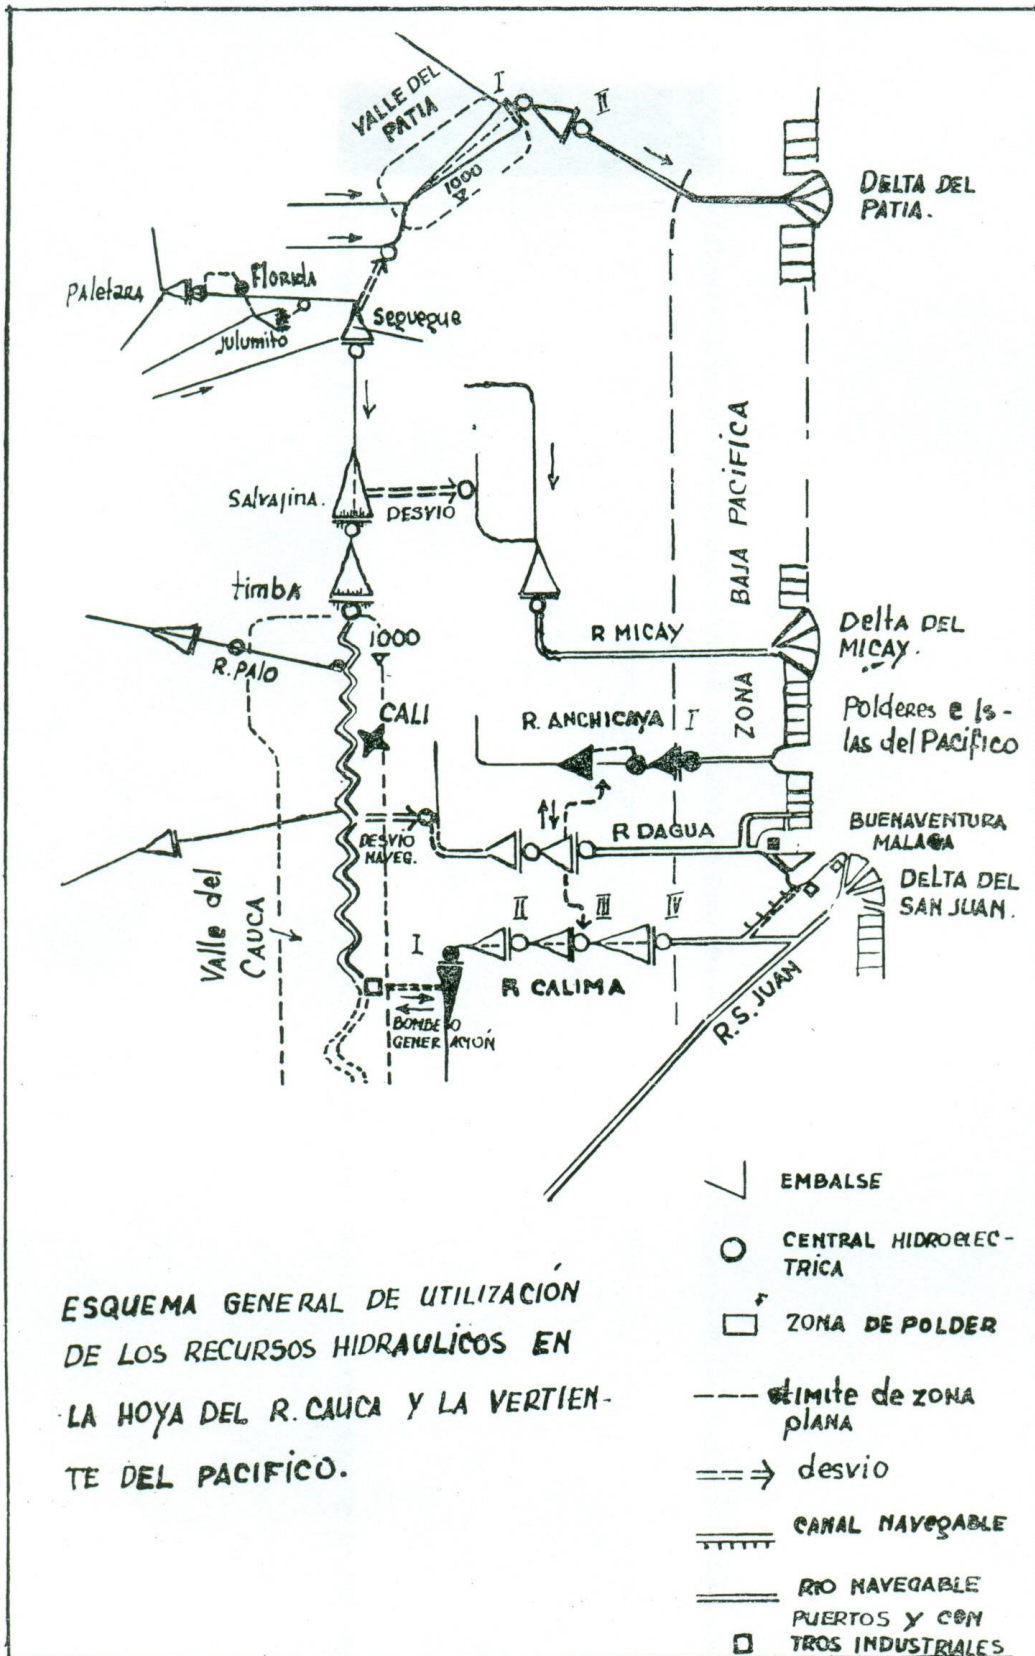 VALLE DEL
PATIA
I
II
1000
DELTA DEL
PATIA.
Paletara
Florida
Julumito
Seguegue
Salvajina.
DESVIO
ZONA BAJA PACIFICA
timba
1000
R. PALO
R MICAY
DELTA DEL
MICAY.
CALI
R. ANCHICAYA
I
Polderes e Is-
las del Pacífico
DESVIO
NAVEG.
R DAGUA
BUENAVENTURA
MALAGA
DELTA DEL
SAN JUAN.
Valle del
CAUCA
I
II
III
IV
R CALIMA
BOMBEO
GENERACIÓN
R.S. JUAN
EMBALSE
CENTRAL HIDROELEC-
TRICA
ZONA DE POLDER
limite de zona
plana
desvio
CANAL NAVEGABLE
RIO NAVEGABLE
PUERTOS Y CEN
TROS INDUSTRIALES
ESQUEMA GENERAL DE UTILIZACIÓN
DE LOS RECURSOS HIDRAULICOS EN
LA HOYA DEL R. CAUCA Y LA VERTIEN-
TE DEL PACIFICO.